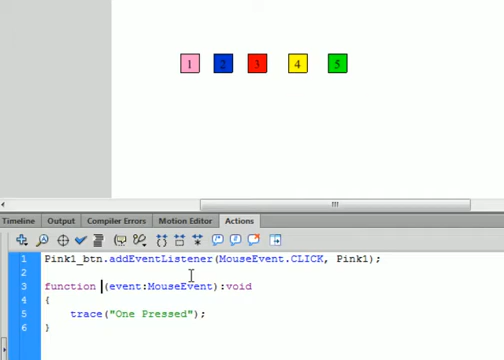 1 2 3 4 5
Timeline Output Compiler Errors Motion Editor Actions
1 Pink1_btn.addEventListener(MouseEvent.CLICK, Pink1);
2
3 function (event:MouseEvent):void
4 {
5 trace("One Pressed");
6 }